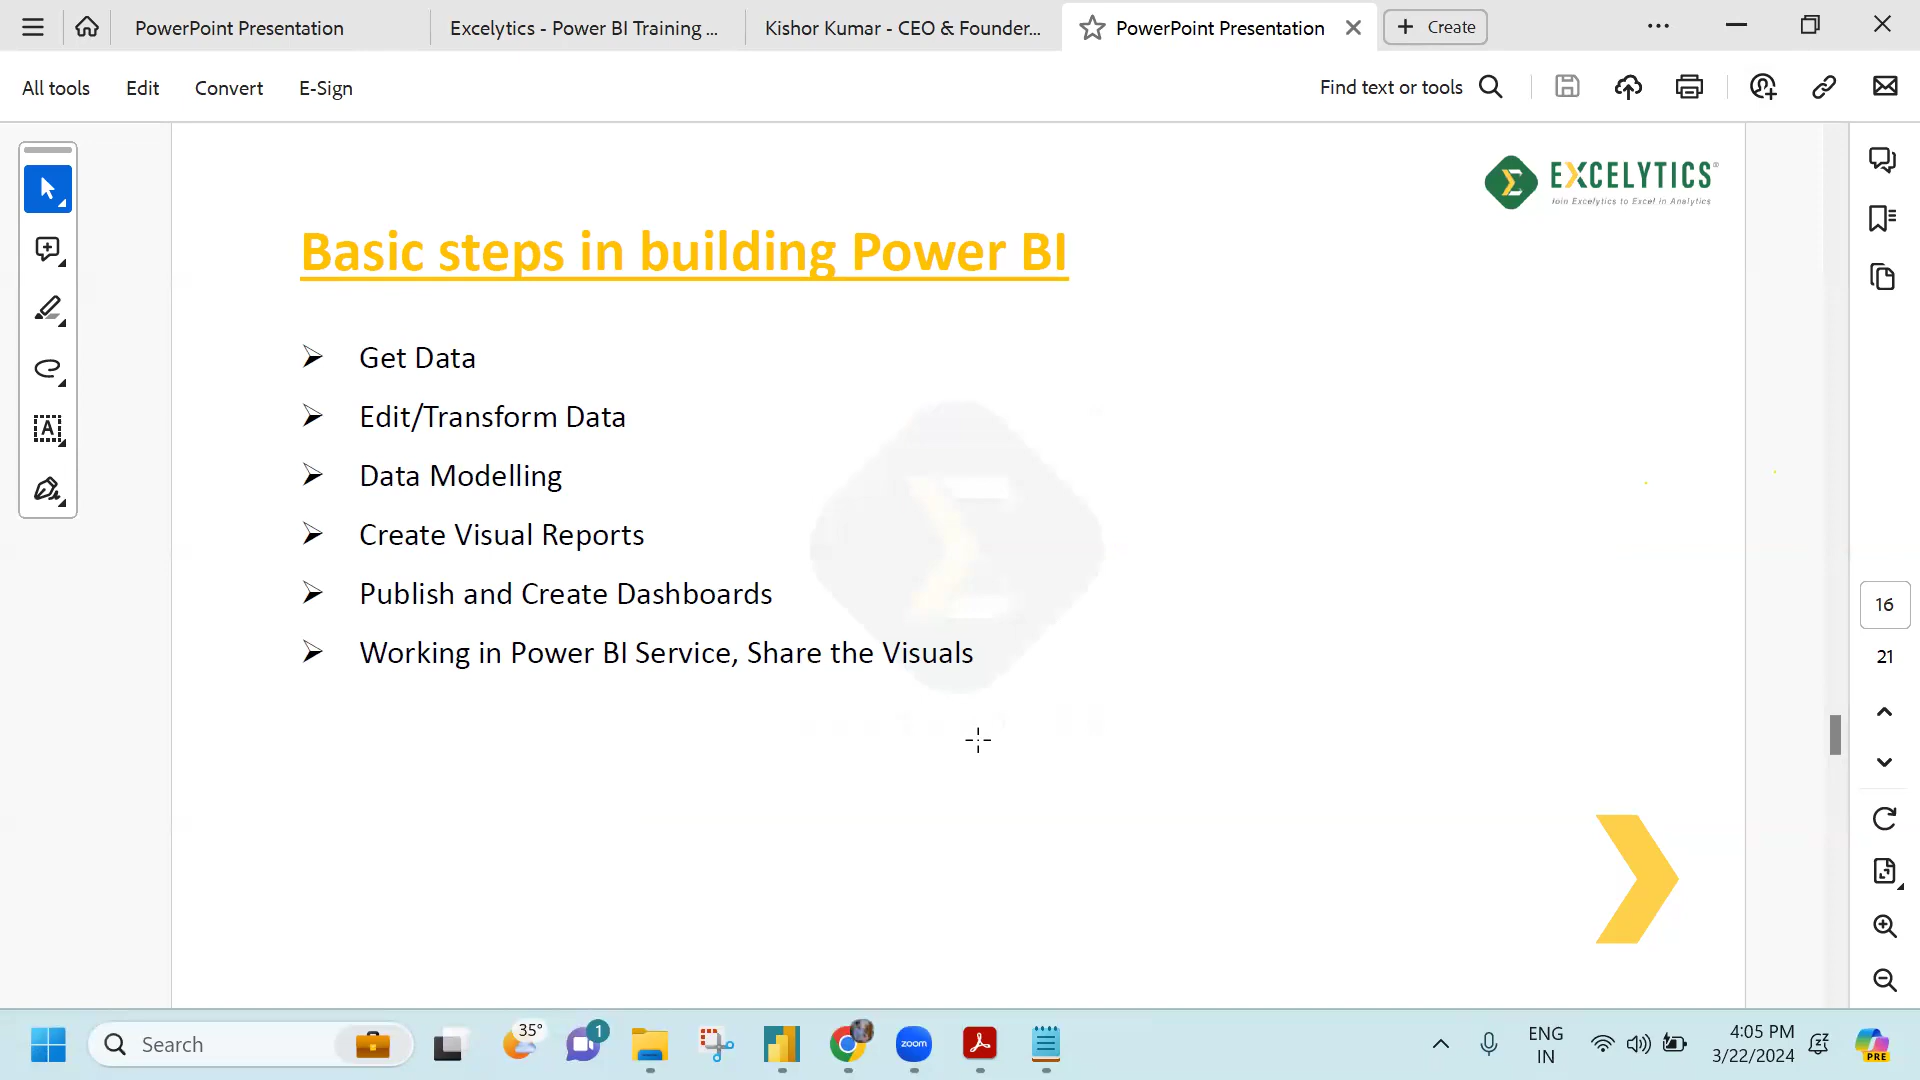 PowerPoint Presentation
Excelytics - Power BI Training ...
Kishor Kumar - CEO & Founder...
PowerPoint Presentation
Create
All tools
Edit
Convert
E-Sign
Find text or tools
EXCELYTICS®
Join Excelytics to Excel in Analytics
Basic steps in building Power BI
Get Data
Edit/Transform Data
Data Modelling
Create Visual Reports
Publish and Create Dashboards
Working in Power BI Service, Share the Visuals
16
21
Search
35°
1
zoom
ENG
IN
4:05 PM
3/22/2024
PRE